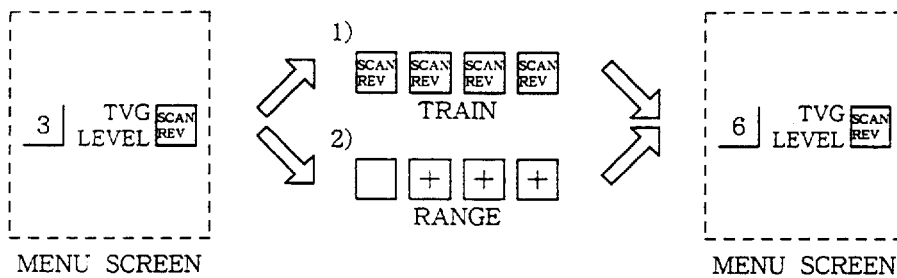 3
TVG
LEVEL
SCAN
REV
MENU SCREEN
1)
SCAN
REV
SCAN
REV
SCAN
REV
SCAN
REV
TRAIN
2)
+ + +
RANGE
6
TVG
LEVEL
SCAN
REV
MENU SCREEN